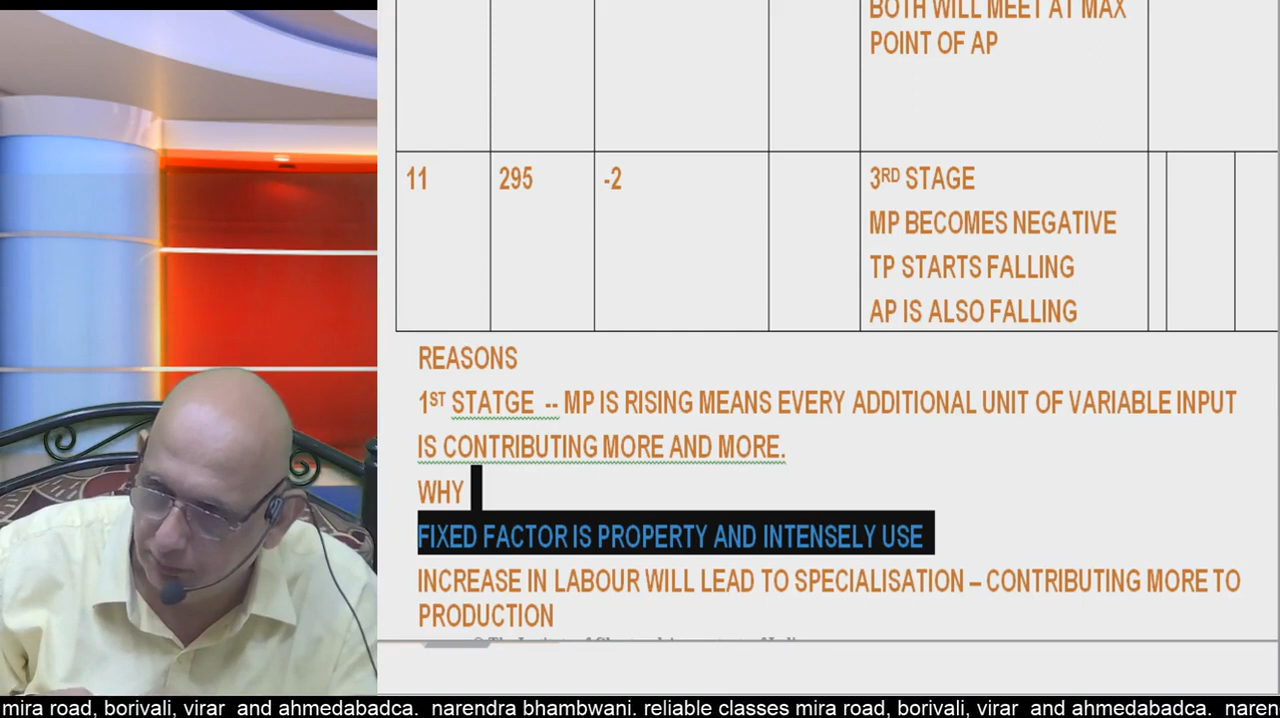 BOTH WILL MEET AT MAX
POINT OF AP
11 295 -2 3RD STAGE
MP BECOMES NEGATIVE
TP STARTS FALLING
AP IS ALSO FALLING
REASONS
1ST STATGE -- MP IS RISING MEANS EVERY ADDITIONAL UNIT OF VARIABLE INPUT
IS CONTRIBUTING MORE AND MORE.
WHY
FIXED FACTOR IS PROPERTY AND INTENSELY USE
INCREASE IN LABOUR WILL LEAD TO SPECIALISATION – CONTRIBUTING MORE TO
PRODUCTION
mira road, borivali, virar and ahmedabadca. narendra bhambwani. reliable classes mira road, borivali, virar and ahmedabadca. naren